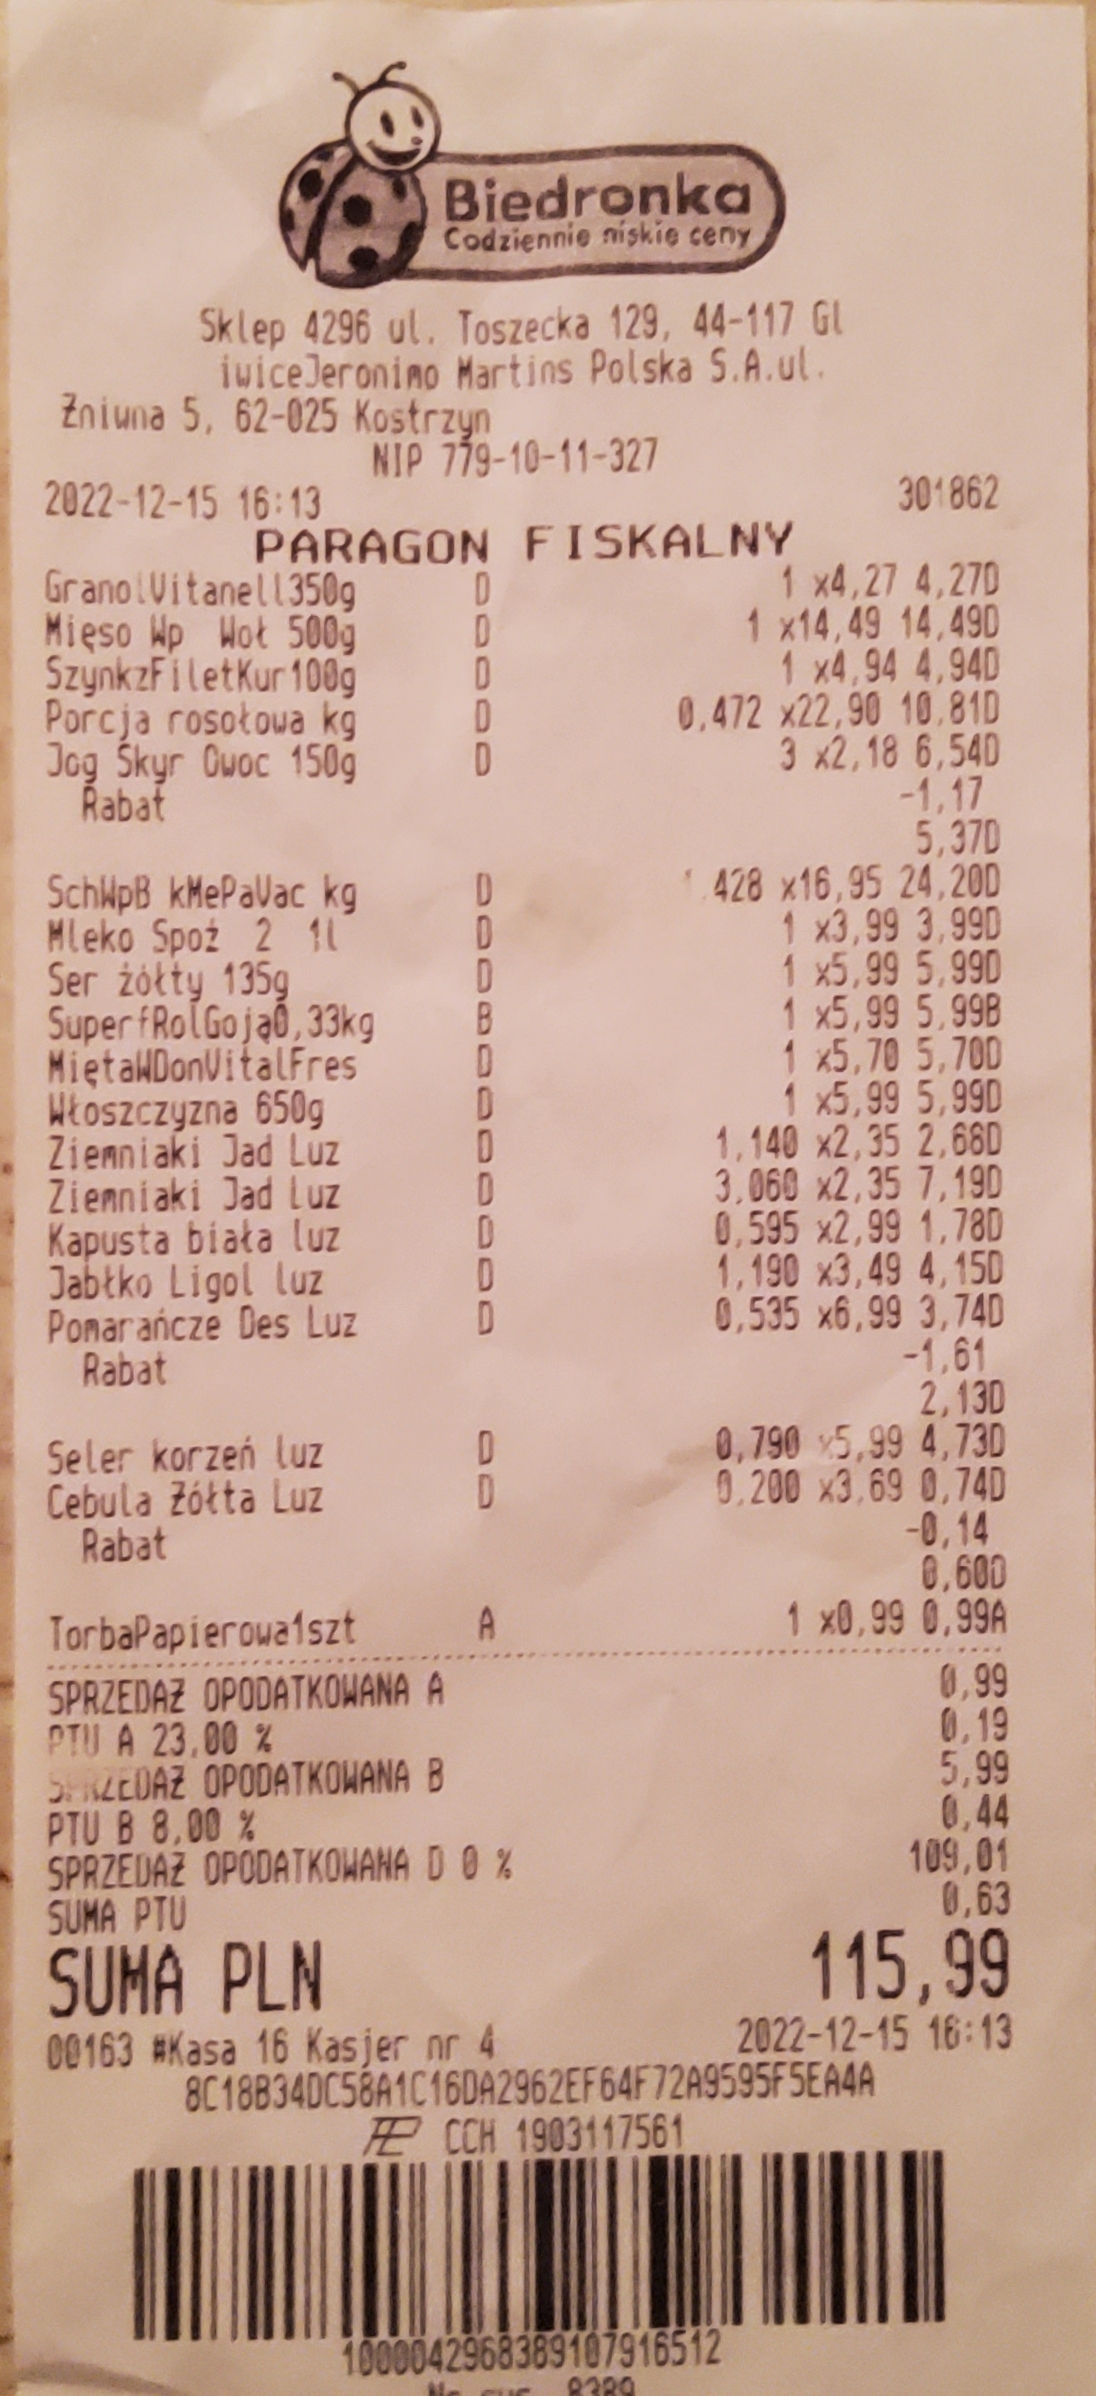 Biedronka
Codziennie niskie ceny
Sklep 4296 ul. Toszecka 129, 44-117 Gl
iwiceJeronimo Martins Polska S.A.ul.
Żniwna 5, 62-025 Kostrzyn
NIP 779-10-11-327
2022-12-15 16:13 301862
PARAGON FISKALNY
GranolVitanell350g D 1 x4,27 4,27D
Mięso Wp Woł 500g D 1 x14,49 14,49D
SzynkzFiletKur100g D 1 x4,94 4,94D
Porcja rosołowa kg D 0,472 x22,90 10,81D
Jog Skyr Owoc 150g D 3 x2,18 6,54D
Rabat -1,17
5,37D
SchWpB kMePaVac kg D 1.428 x16,95 24,20D
Mleko Spoż 2 1l D 1 x3,99 3,99D
Ser żółty 135g D 1 x5,99 5,99D
SuperfRolGoją0,33kg B 1 x5,99 5,99B
MiętaWDonVitalFres D 1 x5,70 5,70D
Włoszczyzna 650g D 1 x5,99 5,99D
Ziemniaki Jad Luz D 1,140 x2,35 2,68D
Ziemniaki Jad Luz D 3,060 x2,35 7,19D
Kapusta biała luz D 0,595 x2,99 1,78D
Jabłko Ligol luz D 1,190 x3,49 4,15D
Pomarańcze Des Luz D 0,535 x6,99 3,74D
Rabat -1,61
2,13D
Seler korzeń luz D 0,790 x5,99 4,73D
Cebula Żółta Luz D 0,200 x3,69 0,74D
Rabat -0,14
0,60D
TorbaPapierowa1szt A 1 x0,99 0,99A
SPRZEDAŻ OPODATKOWANA A 0,99
PTU A 23,00 % 0,19
SPRZEDAŻ OPODATKOWANA B 5,99
PTU B 8,00 % 0,44
SPRZEDAŻ OPODATKOWANA D 0 % 109,01
SUMA PTU 0,63
SUMA PLN 115,99
00163 #Kasa 16 Kasjer nr 4 2022-12-15 16:13
8C18B34DC58A1C16DA2962EF64F72A9595F5EA4A
CCH 1903117561
1000042968389107916512
8389